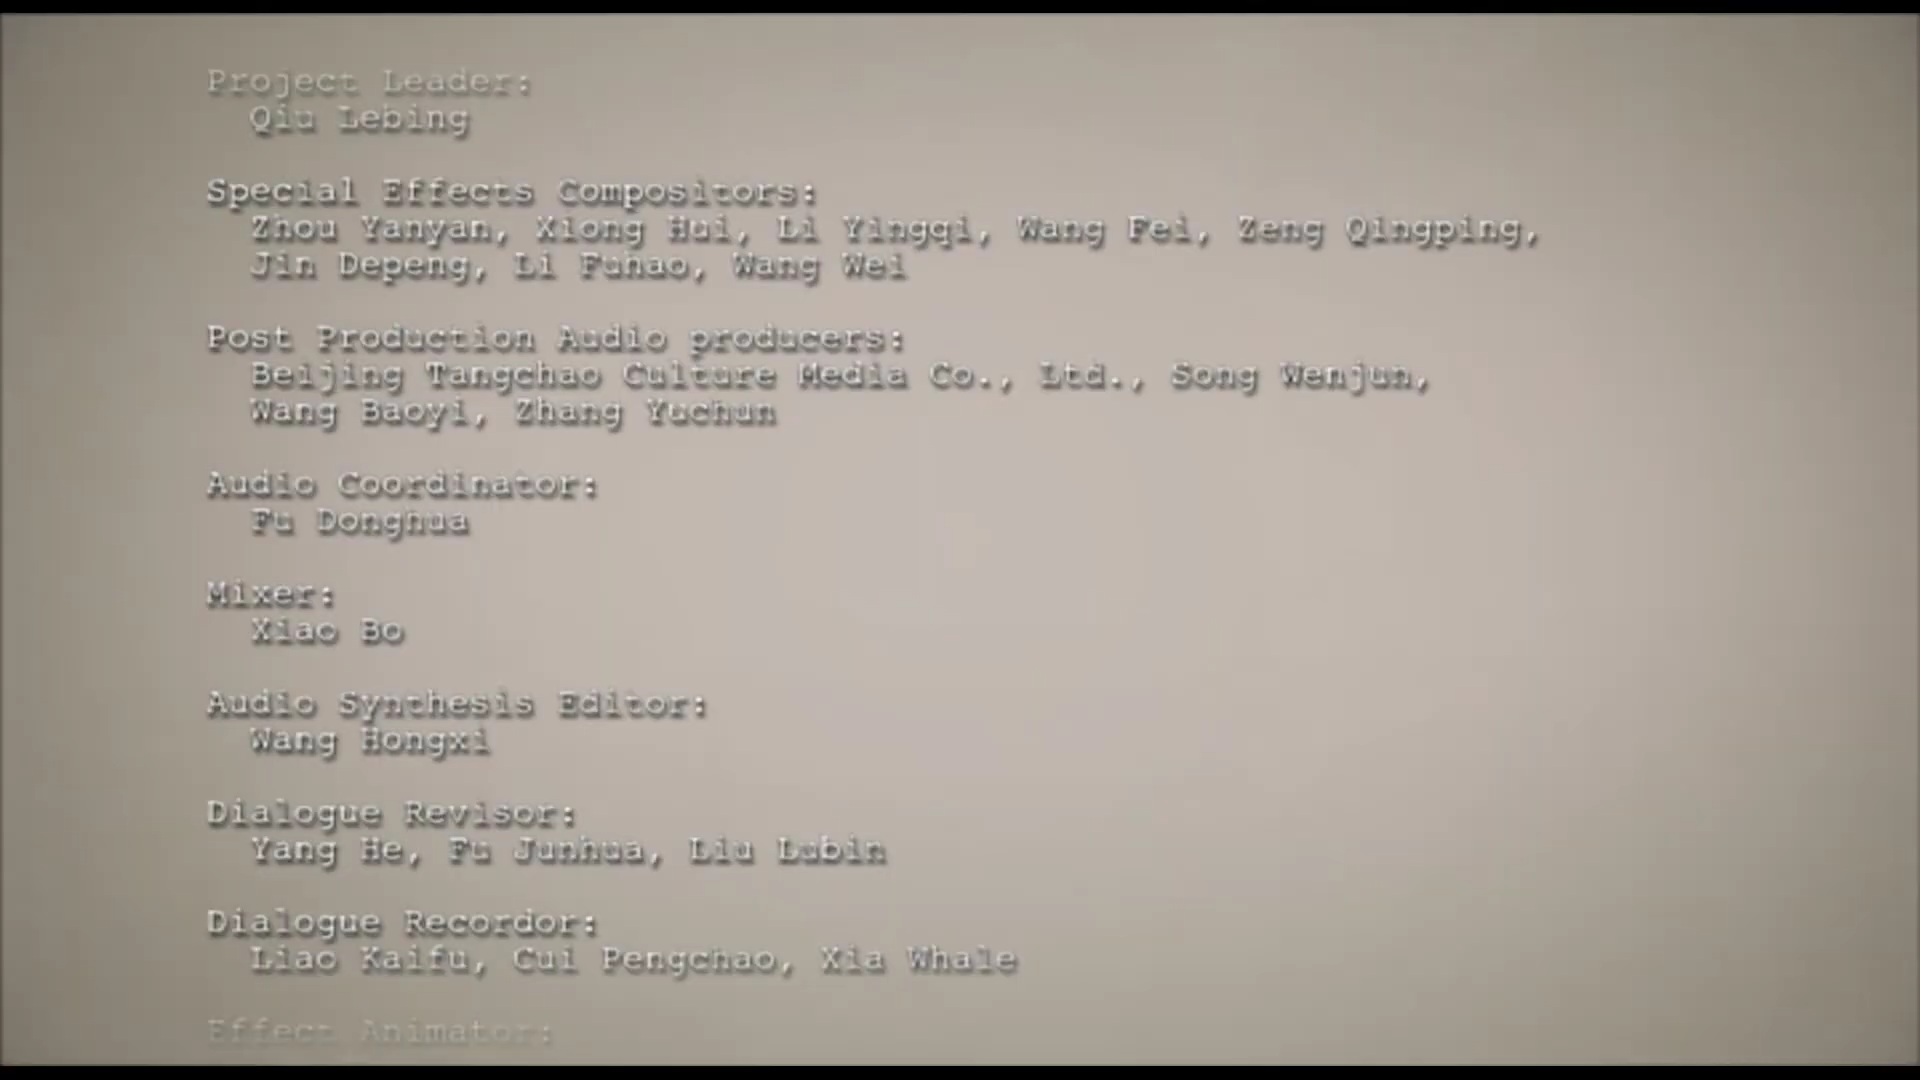 Project Leader:
Qiu Lebing
Special Effects Compositors:
Zhou Yanyan, Xiong Hui, Li Yingqi, Wang Fei, Zeng Qingping,
Jin Depeng, Li Fuhao, Wang Wei
Post Production Audio producers:
Beijing Tangchao Culture Media Co., Ltd., Song Wenjun,
Wang Baoyi, Zhang Yuchun
Audio Coordinator:
Fu Donghua
Mixer:
Xiao Bo
Audio Synthesis Editor:
Wang Hongxi
Dialogue Revisor:
Yang He, Fu Junhua, Liu Lubin
Dialogue Recordor:
Liao Kaifu, Cui Pengchao, Xia Whale
Effect Animator: